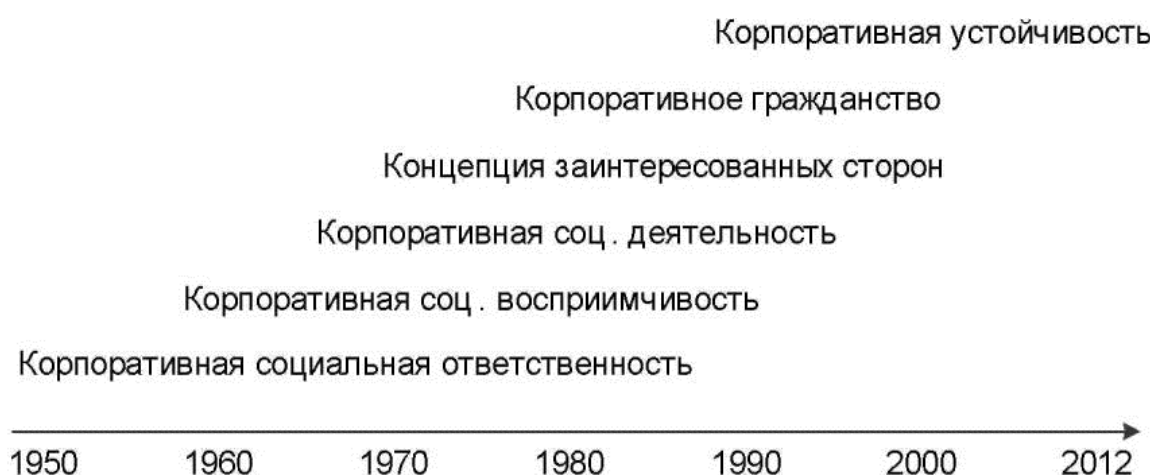 Корпоративная устойчивость
Корпоративное гражданство
Концепция заинтересованных сторон
Корпоративная соц. деятельность
Корпоративная соц. восприимчивость
Корпоративная социальная ответственность
1950 1960 1970 1980 1990 2000 2012